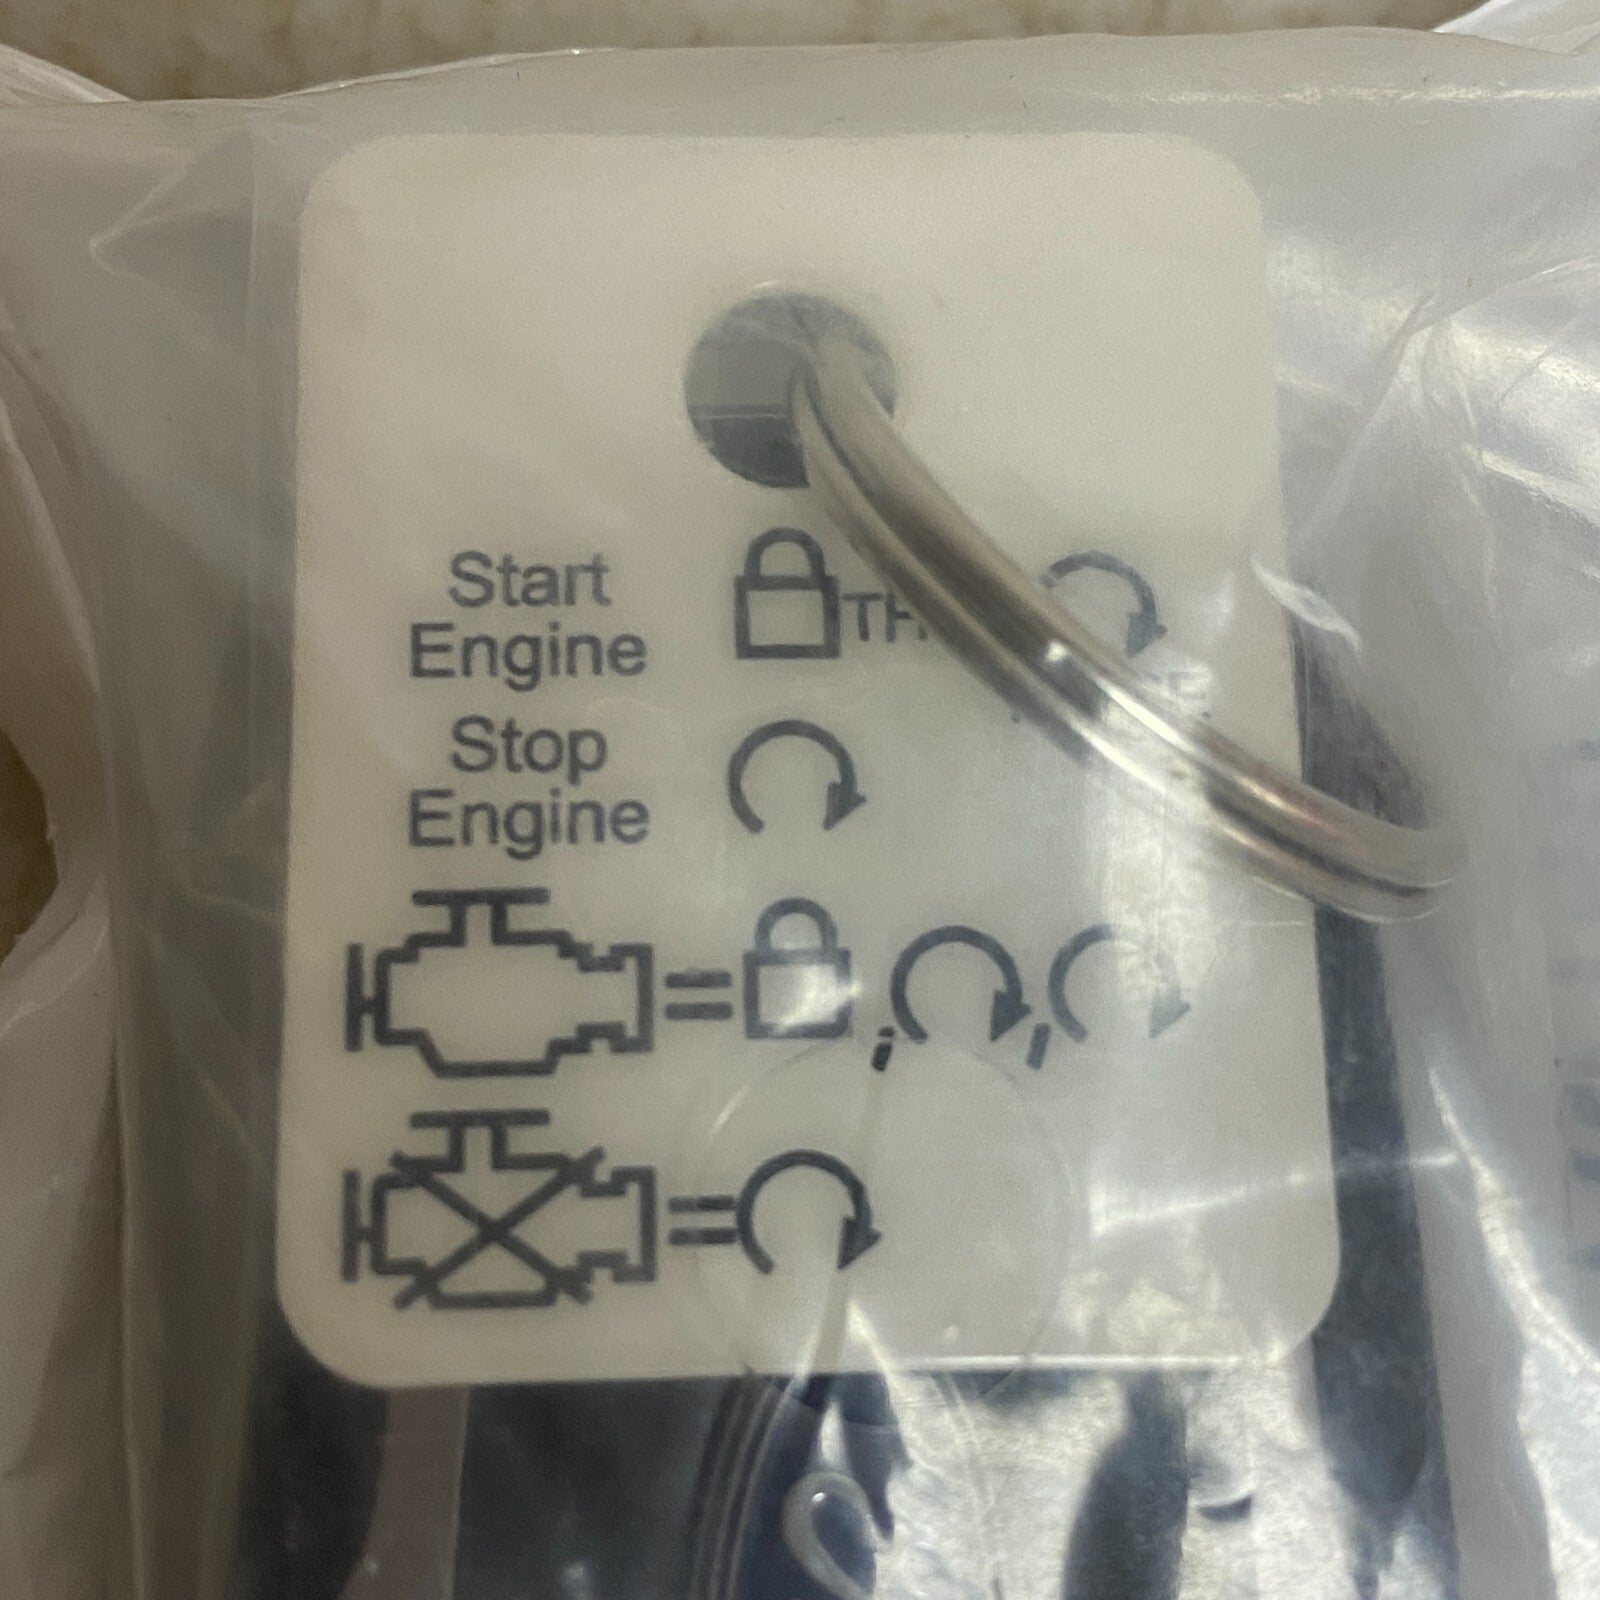 Start
Engine
Stop
Engine
=
=